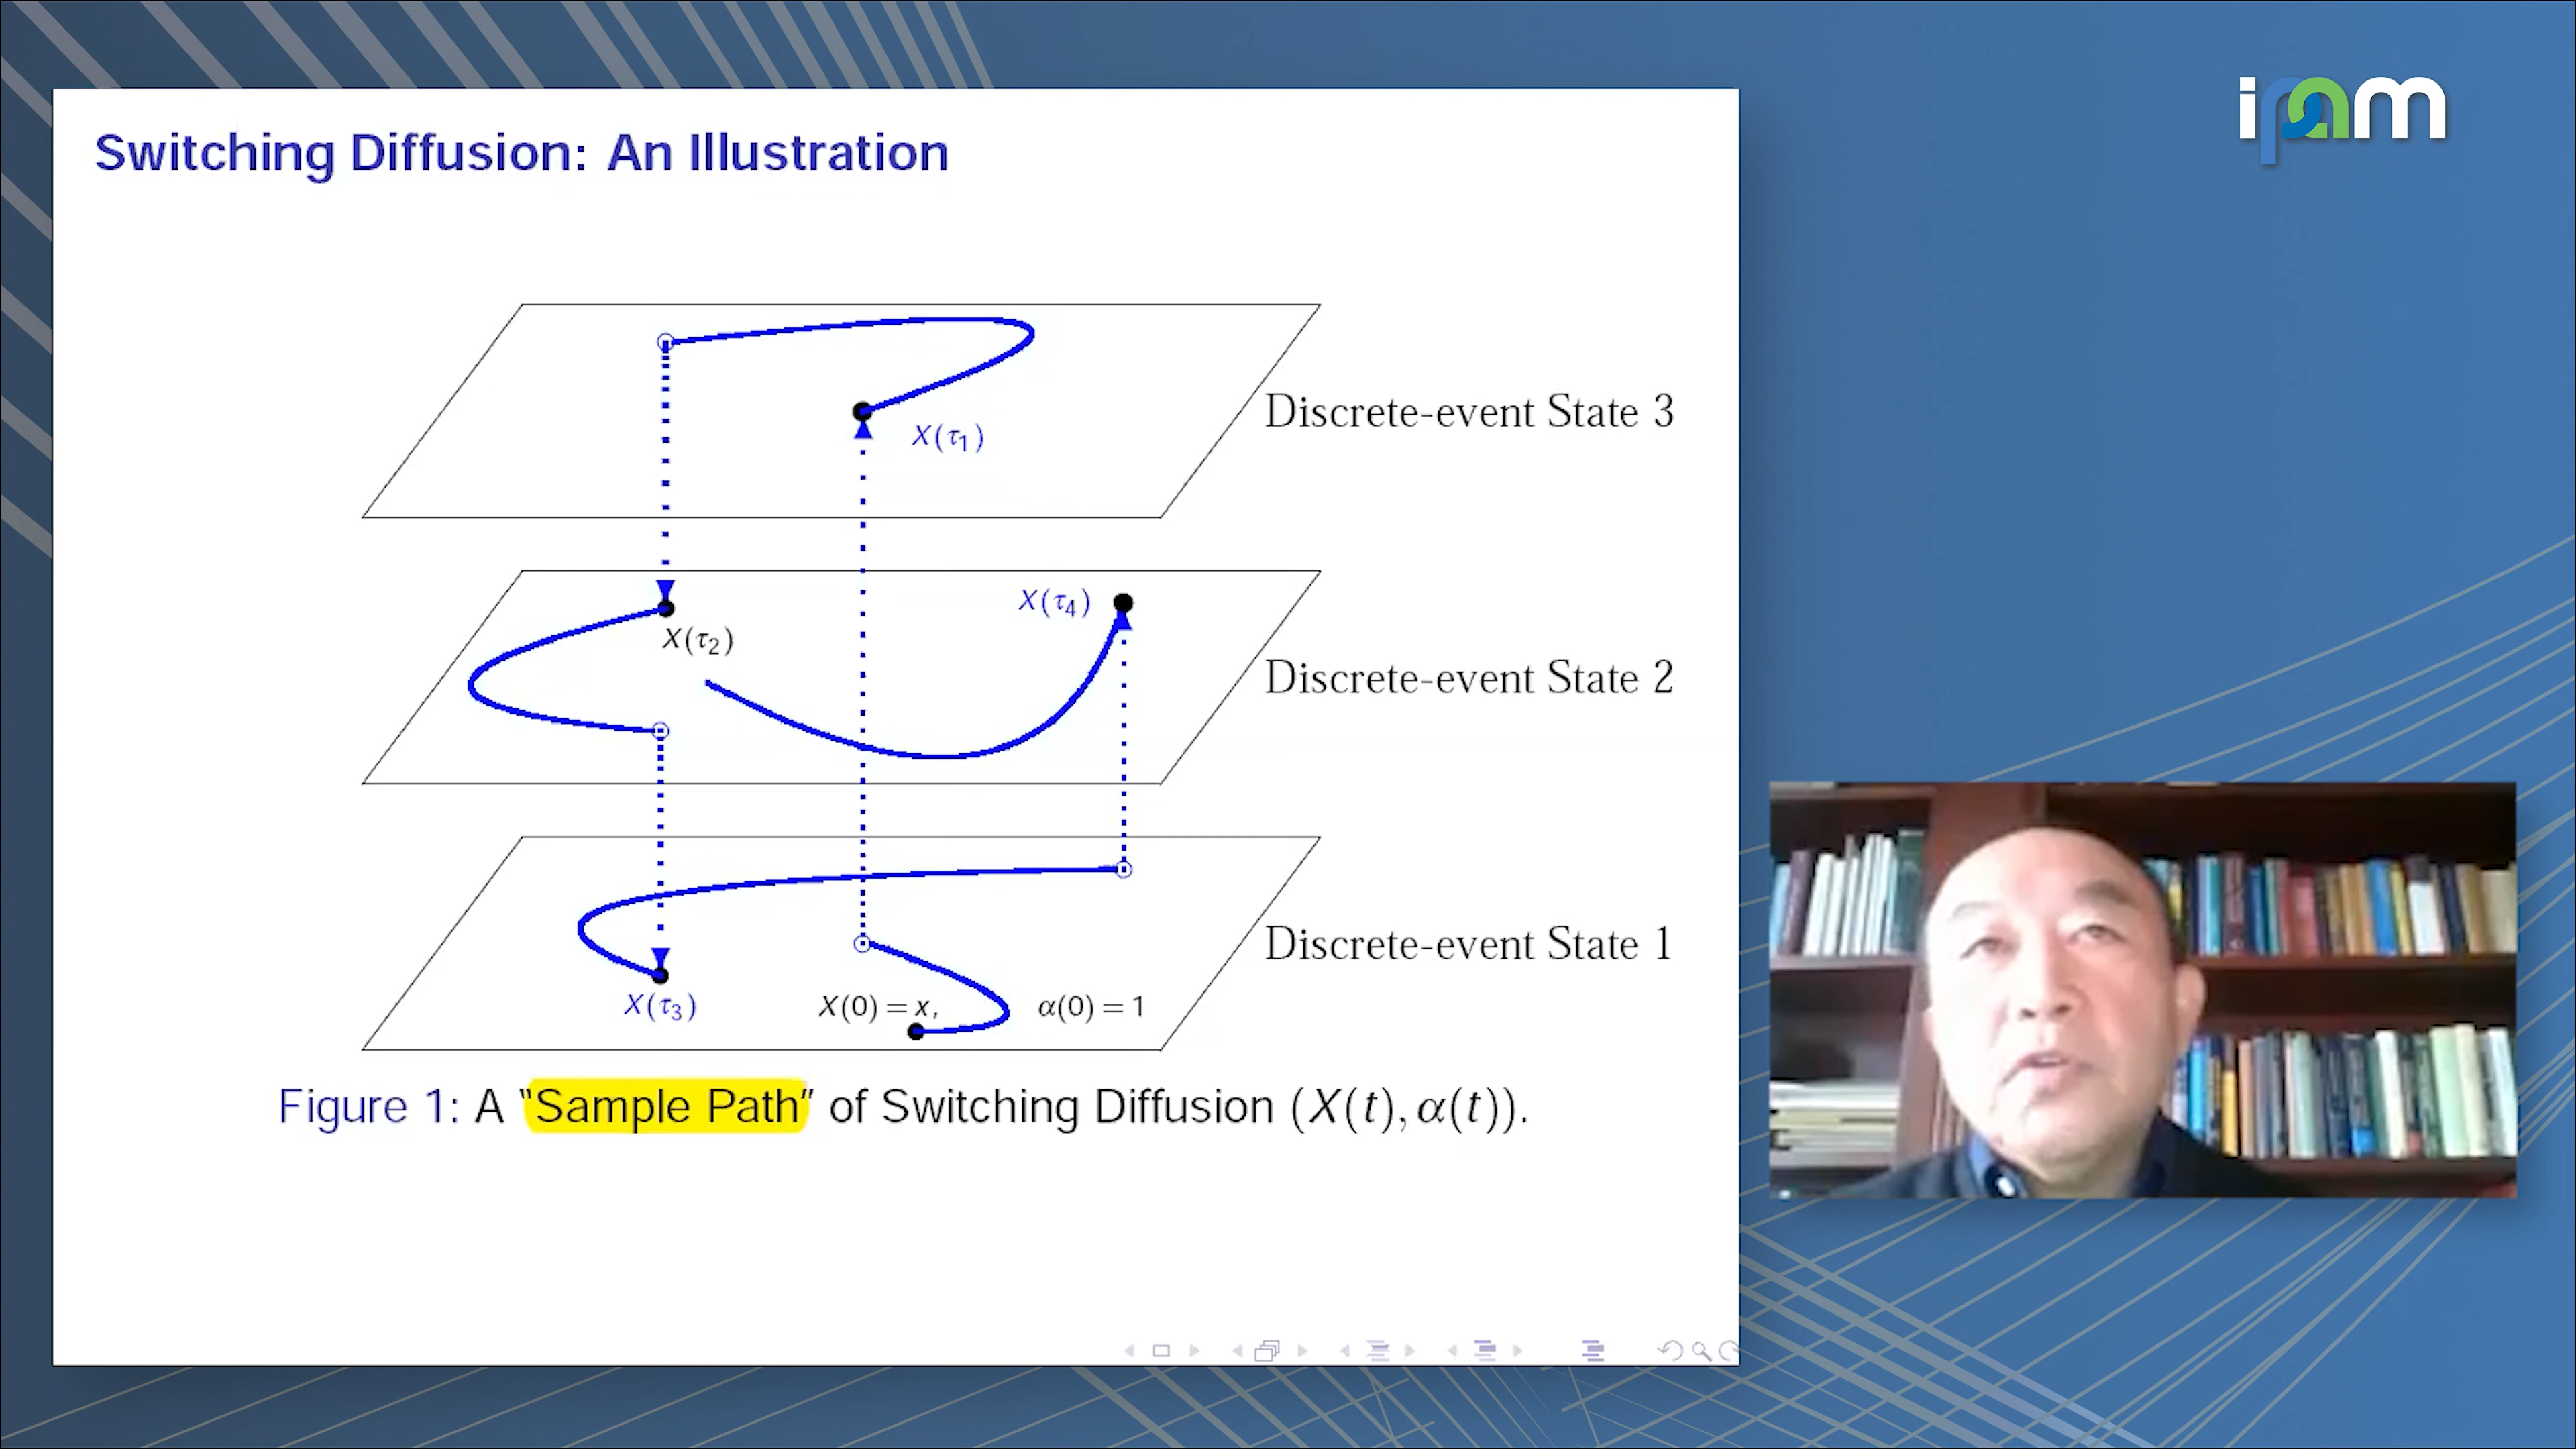 ipam
Switching Diffusion: An Illustration
X(τ₁)
Discrete-event State 3
X(τ₂)
X(τ₄)
Discrete-event State 2
X(τ₃)
X(0) = x,
α(0) = 1
Discrete-event State 1
Figure 1: A "Sample Path" of Switching Diffusion (X(t), α(t)).